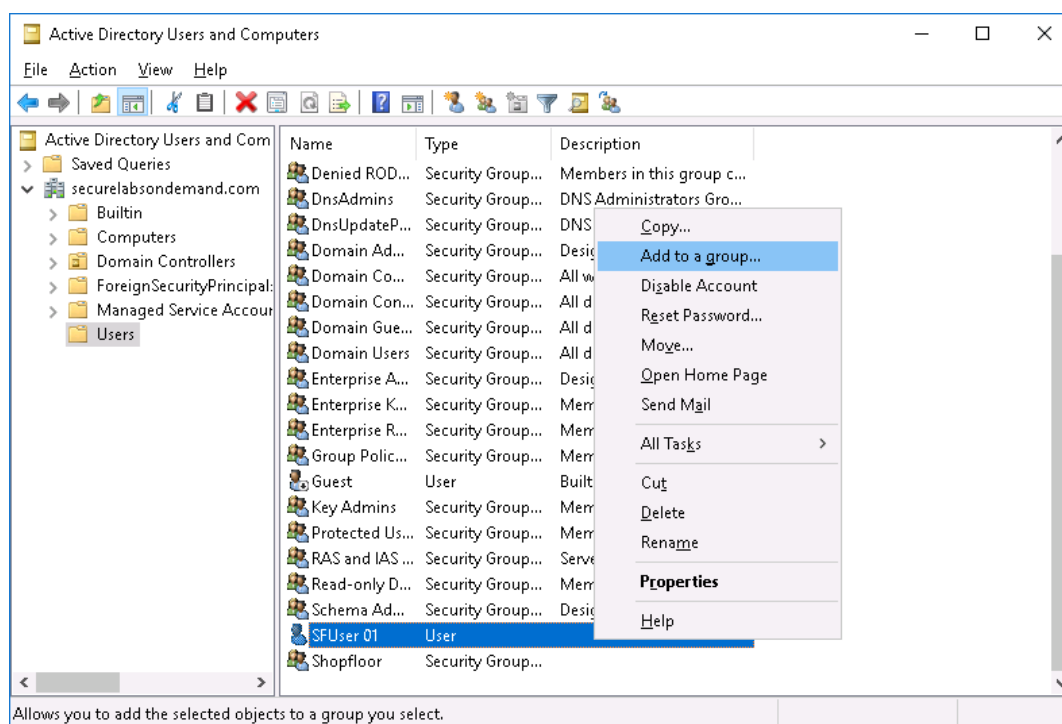 Active Directory Users and Computers
File Action View Help
Active Directory Users and Com
Saved Queries
securelabsondemand.com
Builtin
Computers
Domain Controllers
ForeignSecurityPrincipal:
Managed Service Accour
Users
Name Type Description
Denied ROD... Security Group... Members in this group c...
DnsAdmins Security Group... DNS Administrators Gro...
DnsUpdateP... Security Group... DNS
Domain Ad... Security Group... Desig
Domain Co... Security Group... All w
Domain Con... Security Group... All d
Domain Gue... Security Group... All d
Domain Users Security Group... All d
Enterprise A... Security Group... Desig
Enterprise K... Security Group... Mem
Enterprise R... Security Group... Mem
Group Polic... Security Group... Mem
Guest User Built
Key Admins Security Group... Mem
Protected Us... Security Group... Mem
RAS and IAS ... Security Group... Serve
Read-only D... Security Group... Mem
Schema Ad... Security Group... Desig
SFUser 01 User
Shopfloor Security Group...
Copy...
Add to a group...
Disable Account
Reset Password...
Move...
Open Home Page
Send Mail
All Tasks
Cut
Delete
Rename
Properties
Help
Allows you to add the selected objects to a group you select.